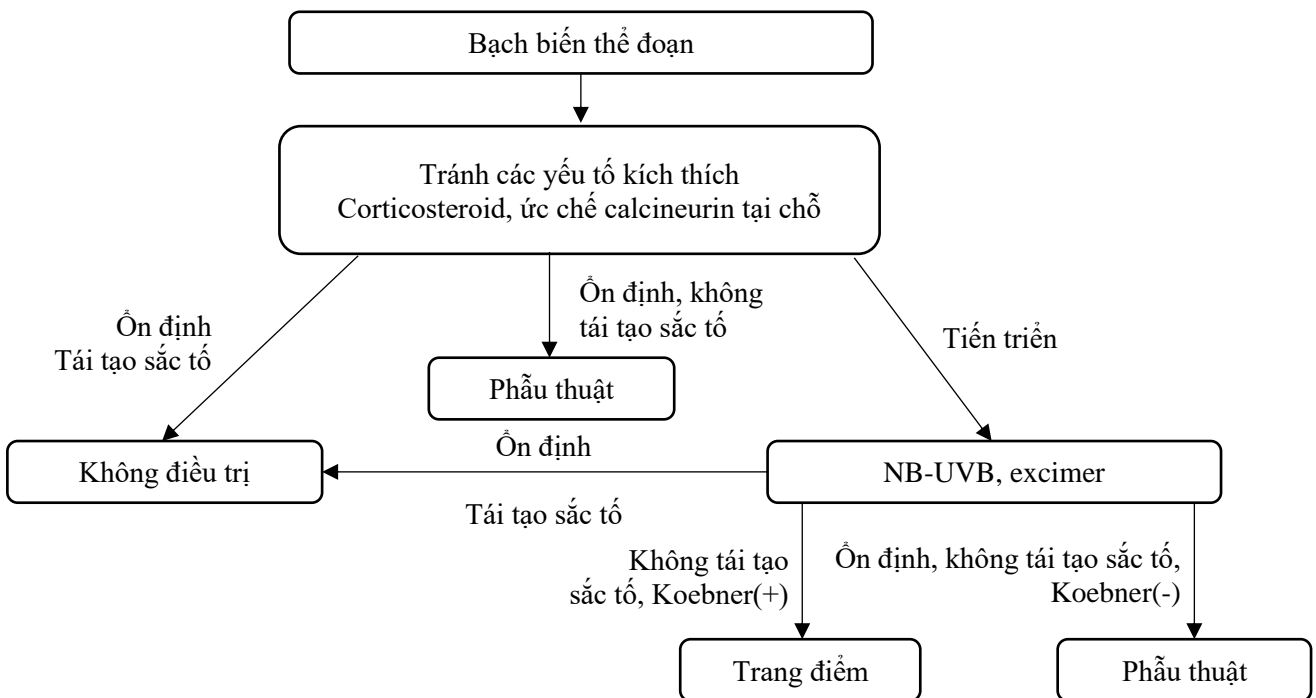 Bạch biến thể đoạn
Tránh các yếu tố kích thích
Corticosteroid, ức chế calcineurin tại chỗ
Ổn định
Tái tạo sắc tố
Ổn định, không
tái tạo sắc tố
Tiến triển
Phẫu thuật
Không điều trị
Ổn định
Tái tạo sắc tố
NB-UVB, excimer
Không tái tạo
sắc tố, Koebner(+)
Ổn định, không tái tạo sắc tố,
Koebner(-)
Trang điểm
Phẫu thuật